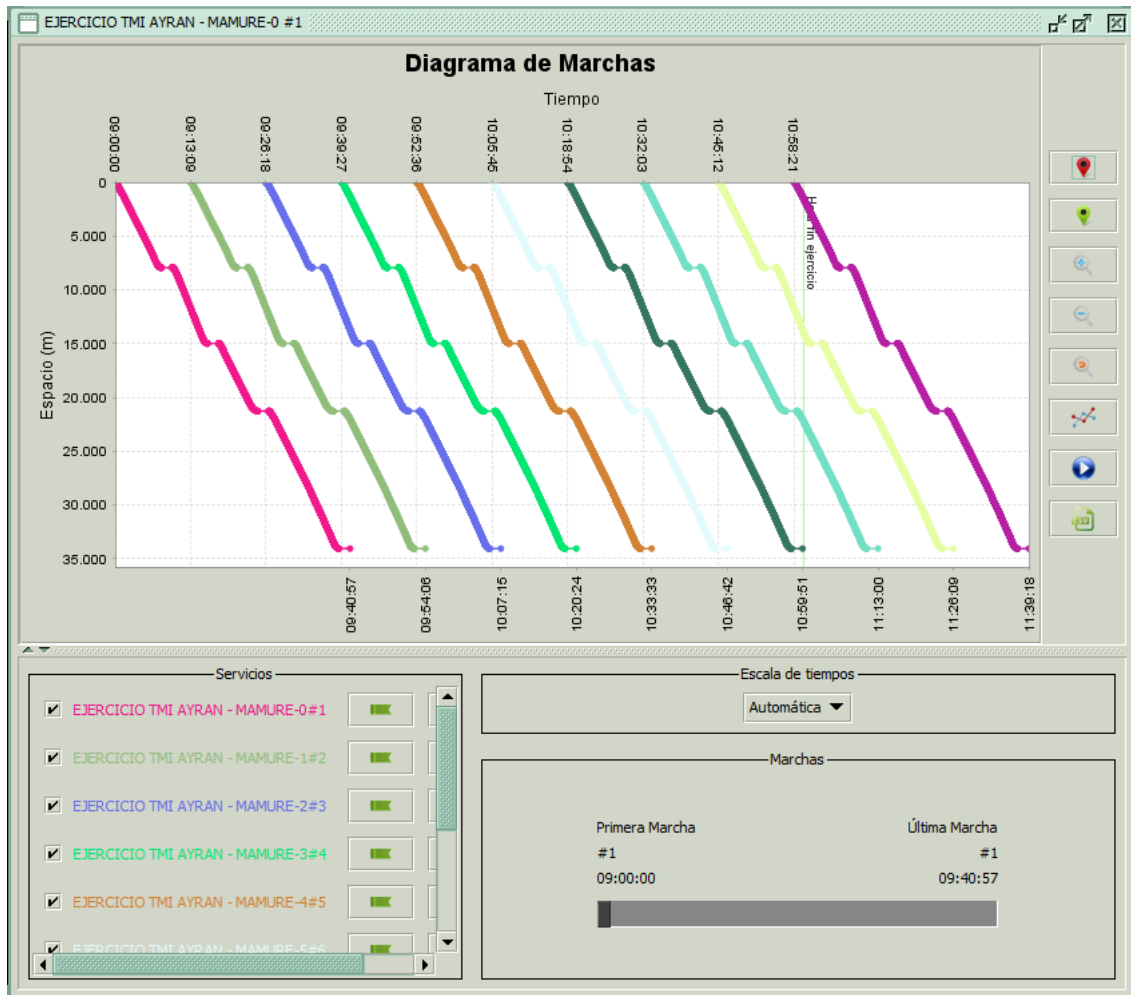 EJERCICIO TMI AYRAN - MAMURE-0 #1
Diagrama de Marchas
Tiempo
09:00:00
09:13:09
09:26:18
09:39:27
09:52:36
10:05:45
10:18:54
10:32:03
10:45:12
10:58:21
Espacio (m)
0
5.000
10.000
15.000
20.000
25.000
30.000
35.000
fin ejercicio
09:40:57
09:54:06
10:07:15
10:20:24
10:33:33
10:46:42
10:59:51
11:13:00
11:26:09
11:39:18
CSV
Servicios
EJERCICIO TMI AYRAN - MAMURE-0#1
EJERCICIO TMI AYRAN - MAMURE-1#2
EJERCICIO TMI AYRAN - MAMURE-2#3
EJERCICIO TMI AYRAN - MAMURE-3#4
EJERCICIO TMI AYRAN - MAMURE-4#5
EJERCICIO TMI AYRAN - MAMURE-5#6
Escala de tiempos
Automática
Marchas
Primera Marcha Última Marcha
#1 #1
09:00:00 09:40:57